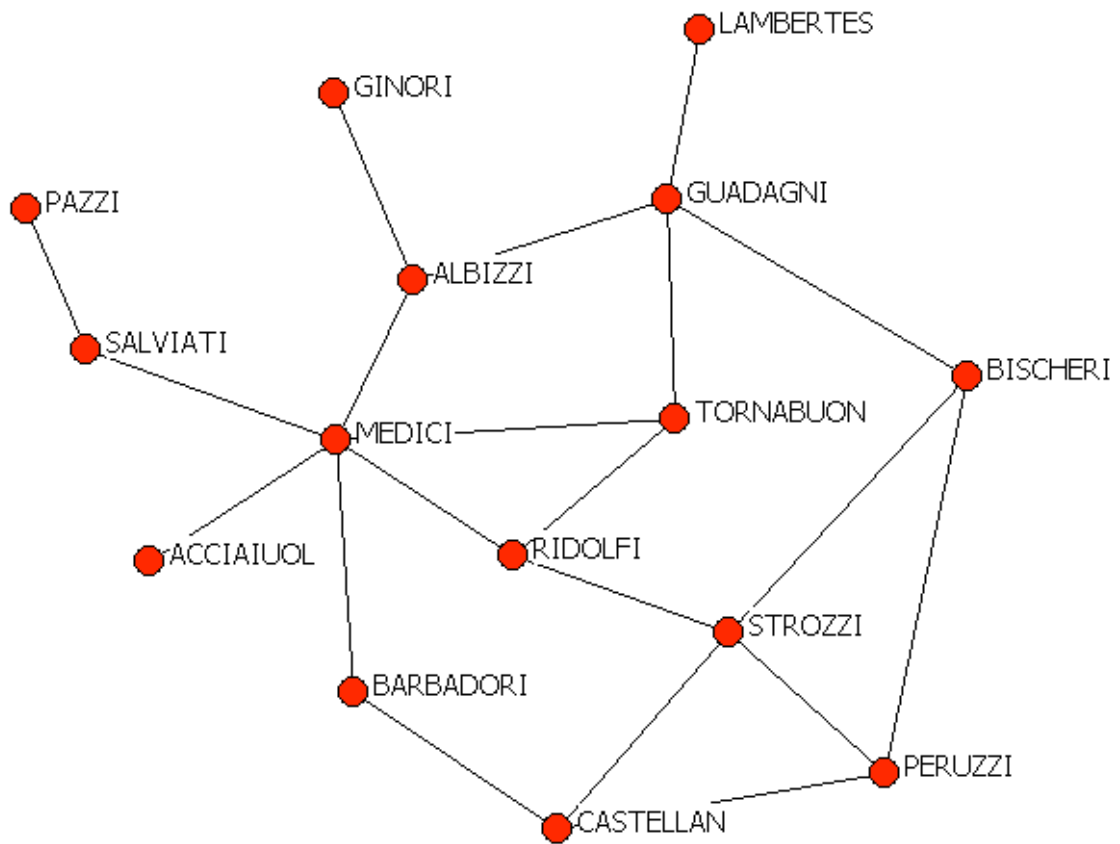 LAMBERTES
GINORI
PAZZI
GUADAGNI
ALBIZZI
SALVIATI
BISCHERI
TORNABUON
MEDICI
RIDOLFI
ACCIAIUOL
STROZZI
BARBADORI
PERUZZI
CASTELLAN